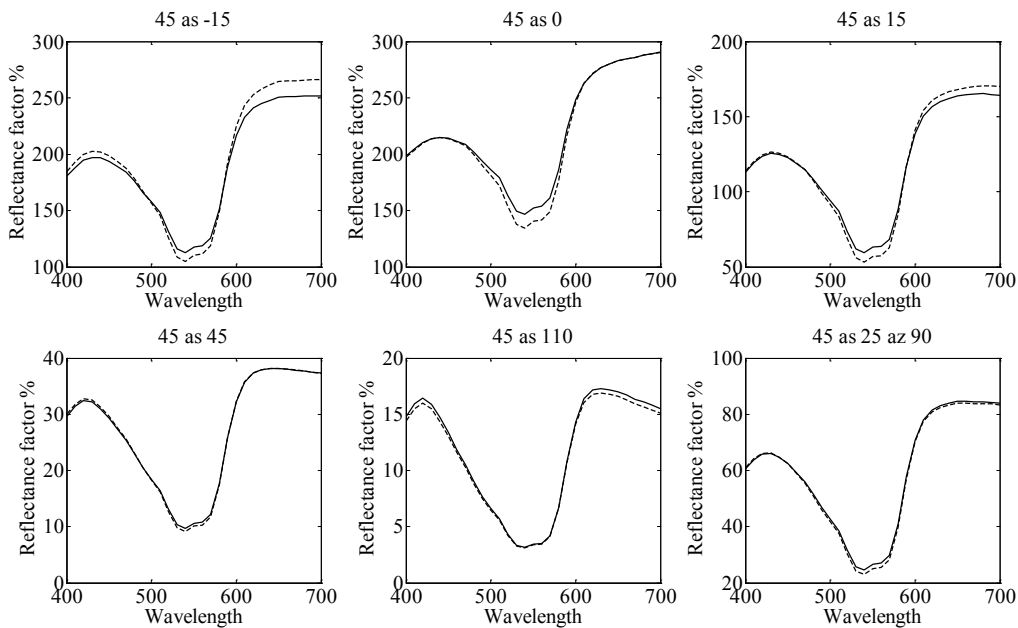 45 as -15
300
250
200
150
100
400 500 600 700
Wavelength
Reflectance factor %
45 as 0
300
250
200
150
100
400 500 600 700
Wavelength
Reflectance factor %
45 as 15
200
150
100
50
400 500 600 700
Wavelength
Reflectance factor %
45 as 45
40
30
20
10
0
400 500 600 700
Wavelength
Reflectance factor %
45 as 110
20
15
10
5
0
400 500 600 700
Wavelength
Reflectance factor %
45 as 25 az 90
100
80
60
40
20
400 500 600 700
Wavelength
Reflectance factor %